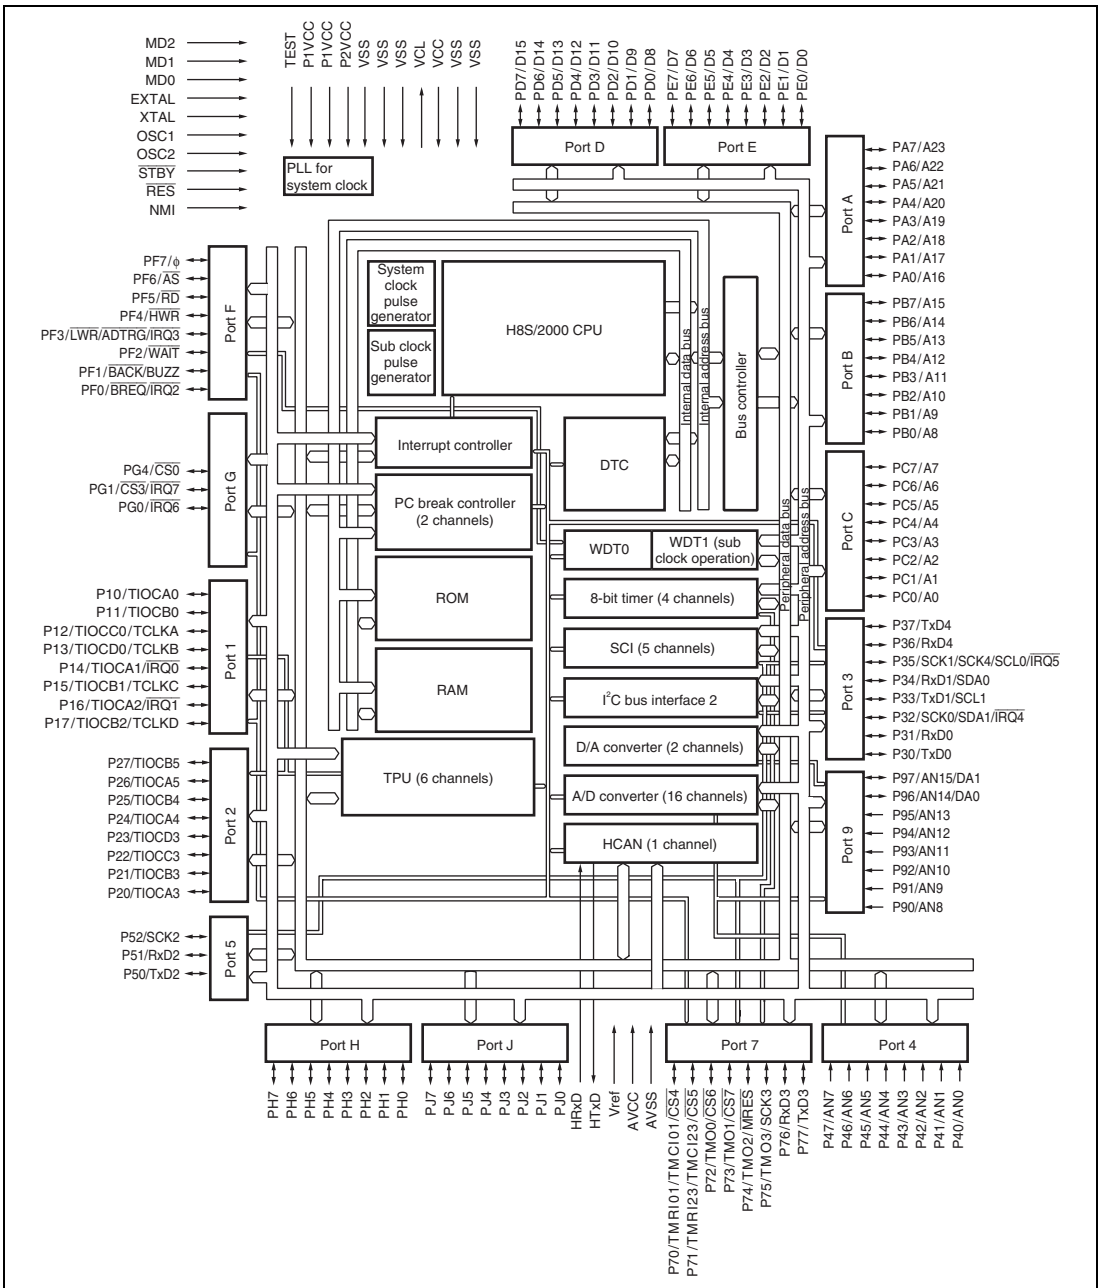 MD2
MD1
MD0
EXTAL
XTAL
OSC1
OSC2
STBY
RES
NMI
TEST
P1VCC
P1VCC
P2VCC
VSS
VSS
VSS
VCL
VCC
VSS
VSS
PLL for
system clock
PD7/D15
PD6/D14
PD5/D13
PD4/D12
PD3/D11
PD2/D10
PD1/D9
PD0/D8
PE7/D7
PE6/D6
PE5/D5
PE4/D4
PE3/D3
PE2/D2
PE1/D1
PE0/D0
Port D
Port E
Port A
PA7/A23
PA6/A22
PA5/A21
PA4/A20
PA3/A19
PA2/A18
PA1/A17
PA0/A16
PF7/ϕ
PF6/AS
PF5/RD
PF4/HWR
PF3/LWR/ADTRG/IRQ3
PF2/WAIT
PF1/BACK/BUZZ
PF0/BREQ/IRQ2
Port F
System
clock
pulse
generator
Sub clock
pulse
generator
H8S/2000 CPU
Internal data bus
Internal address bus
Bus controller
Port B
PB7/A15
PB6/A14
PB5/A13
PB4/A12
PB3/A11
PB2/A10
PB1/A9
PB0/A8
PG4/CS0
PG1/CS3/IRQ7
PG0/IRQ6
Port G
Interrupt controller
PC break controller
(2 channels)
DTC
Peripheral data bus
Peripheral address bus
Port C
PC7/A7
PC6/A6
PC5/A5
PC4/A4
PC3/A3
PC2/A2
PC1/A1
PC0/A0
WDT0
WDT1 (sub
clock operation)
P10/TIOCA0
P11/TIOCB0
P12/TIOCC0/TCLKA
P13/TIOCD0/TCLKB
P14/TIOCA1/IRQ0
P15/TIOCB1/TCLKC
P16/TIOCA2/IRQ1
P17/TIOCB2/TCLKD
Port 1
ROM
RAM
8-bit timer (4 channels)
SCI (5 channels)
I²C bus interface 2
D/A converter (2 channels)
A/D converter (16 channels)
HCAN (1 channel)
Port 3
P37/TxD4
P36/RxD4
P35/SCK1/SCK4/SCL0/IRQ5
P34/RxD1/SDA0
P33/TxD1/SCL1
P32/SCK0/SDA1/IRQ4
P31/RxD0
P30/TxD0
P27/TIOCB5
P26/TIOCA5
P25/TIOCB4
P24/TIOCA4
P23/TIOCD3
P22/TIOCC3
P21/TIOCB3
P20/TIOCA3
Port 2
TPU (6 channels)
Port 9
P97/AN15/DA1
P96/AN14/DA0
P95/AN13
P94/AN12
P93/AN11
P92/AN10
P91/AN9
P90/AN8
P52/SCK2
P51/RxD2
P50/TxD2
Port 5
Port H
Port J
Port 7
Port 4
PH7
PH6
PH5
PH4
PH3
PH2
PH1
PH0
PJ7
PJ6
PJ5
PJ4
PJ3
PJ2
PJ1
PJ0
HRxD
HTxD
Vref
AVCC
AVSS
P70/TMRI01/TMCI01/CS4
P71/TMRI23/TMCI23/CS5
P72/TMO0/CS6
P73/TMO1/CS7
P74/TMO2/MRES
P75/TMO3/SCK3
P76/RxD3
P77/TxD3
P47/AN7
P46/AN6
P45/AN5
P44/AN4
P43/AN3
P42/AN2
P41/AN1
P40/AN0